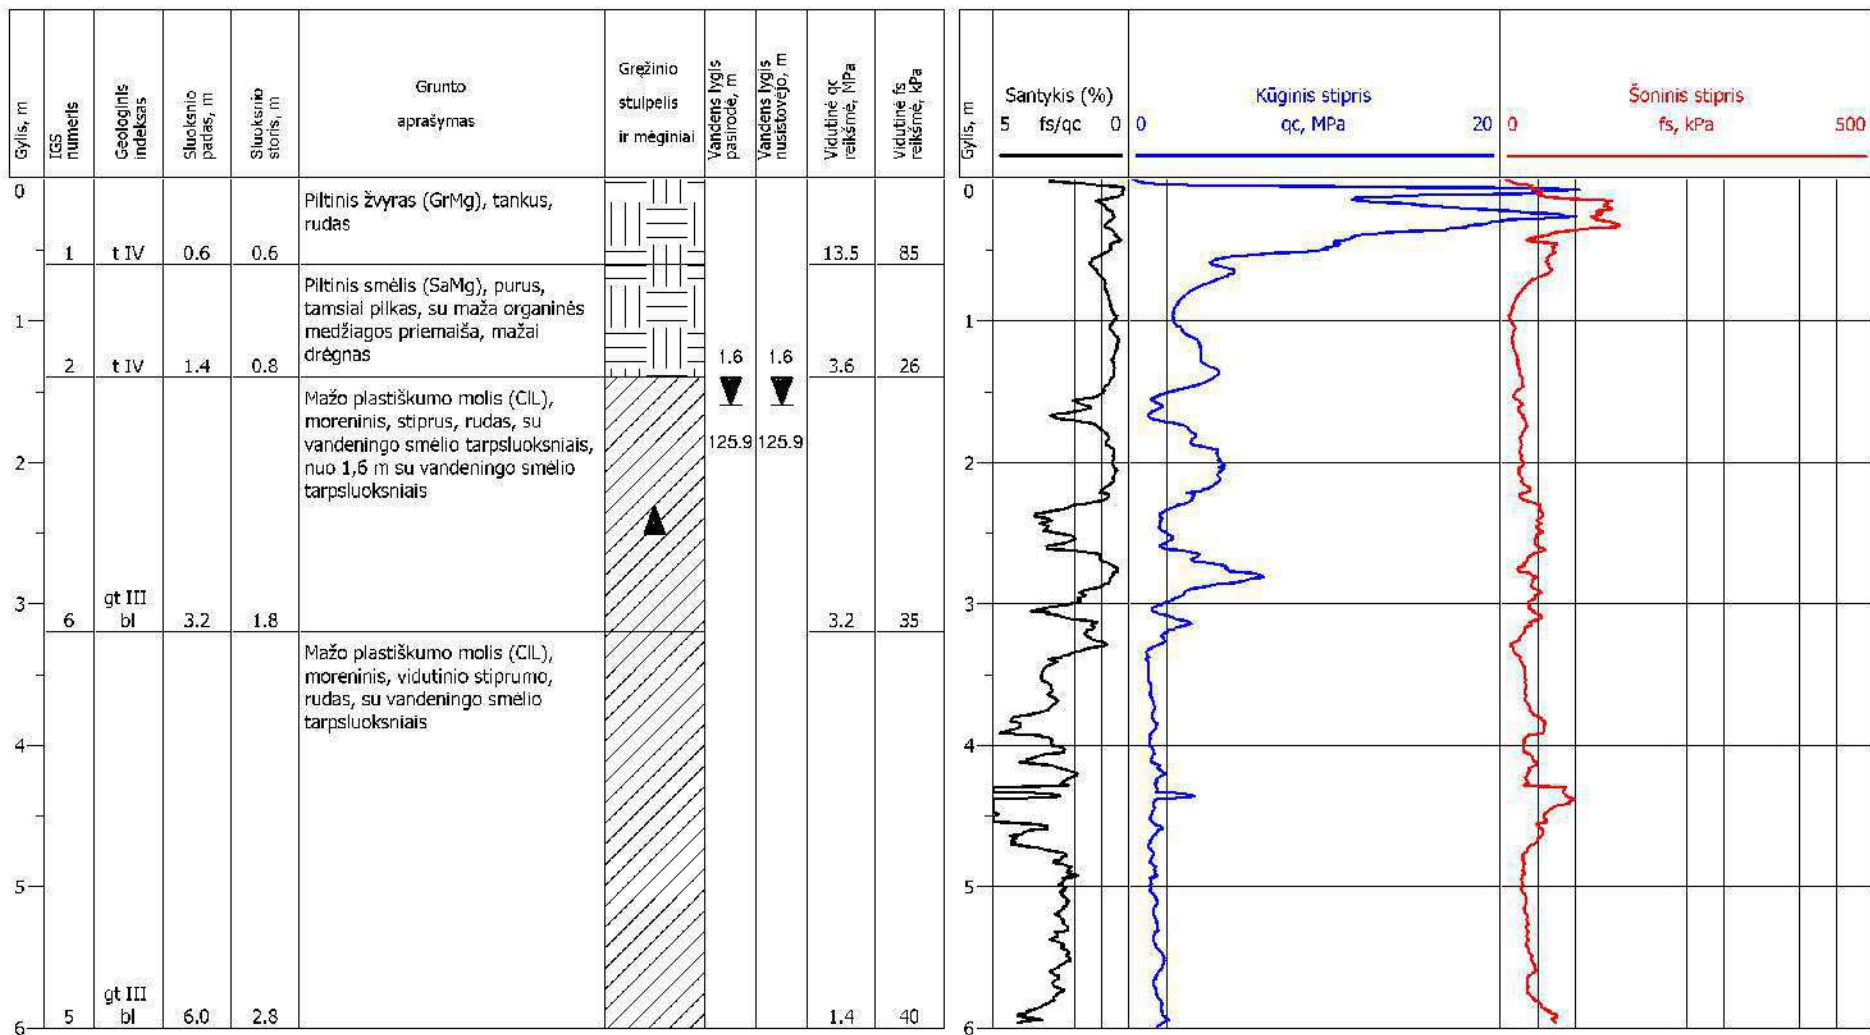 Gylis, m
IGS
numeris
Geologinis
indeksas
Sluoksnio
padas, m
Sluoksnio
storis, m
Grunto
aprašymas
Gręžinio
stulpelis
ir mėginiai
Vandens lygis
pasirodė, m
Vandens lygis
nusistovėjo, m
Vidutinė qc
reikšmė, MPa
Vidutinė fs
reikšmė, kPa
Gylis, m
Santykis (%)
5 fs/qc 0
Kūginis stipris
0 qc, MPa 20
Šoninis stipris
0 fs, kPa 500
0
Piltinis žvyras (GrMg), tankus,
rudas
1 t IV 0.6 0.6 13.5 85
Piltinis smėlis (SaMg), purus,
tamsiai pilkas, su maža organinės
medžiagos priemaiša, mažai
drėgnas
1
2 t IV 1.4 0.8 1.6 1.6 3.6 26
Mažo plastiškumo molis (ClL),
moreninis, stiprus, rudas, su
vandeningo smėlio tarpsluoksniais,
nuo 1,6 m su vandeningo smėlio
tarpsluoksniais
125.9 125.9
2
3
gt III
6 bl 3.2 1.8 3.2 35
Mažo plastiškumo molis (ClL),
moreninis, vidutinio stiprumo,
rudas, su vandeningo smėlio
tarpsluoksniais
4
5
gt III
5 bl 6.0 2.8 1.4 40
6
0
1
2
3
4
5
6